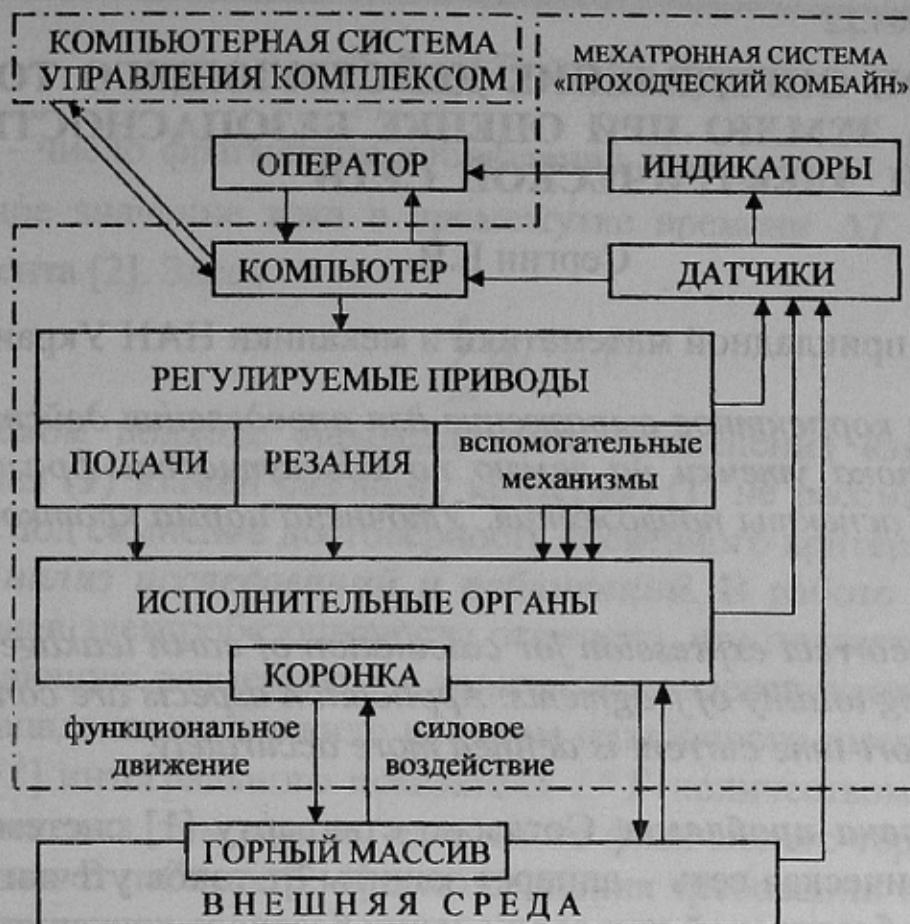 КОМПЬЮТЕРНАЯ СИСТЕМА
УПРАВЛЕНИЯ КОМПЛЕКСОМ
МЕХАТРОННАЯ СИСТЕМА
«ПРОХОДЧЕСКИЙ КОМБАЙН»
ОПЕРАТОР
ИНДИКАТОРЫ
КОМПЬЮТЕР
ДАТЧИКИ
РЕГУЛИРУЕМЫЕ ПРИВОДЫ
ПОДАЧИ
РЕЗАНИЯ
вспомогательные
механизмы
ИСПОЛНИТЕЛЬНЫЕ ОРГАНЫ
КОРОНКА
функциональное
движение
силовое
воздействие
ГОРНЫЙ МАССИВ
ВНЕШНЯЯ СРЕДА